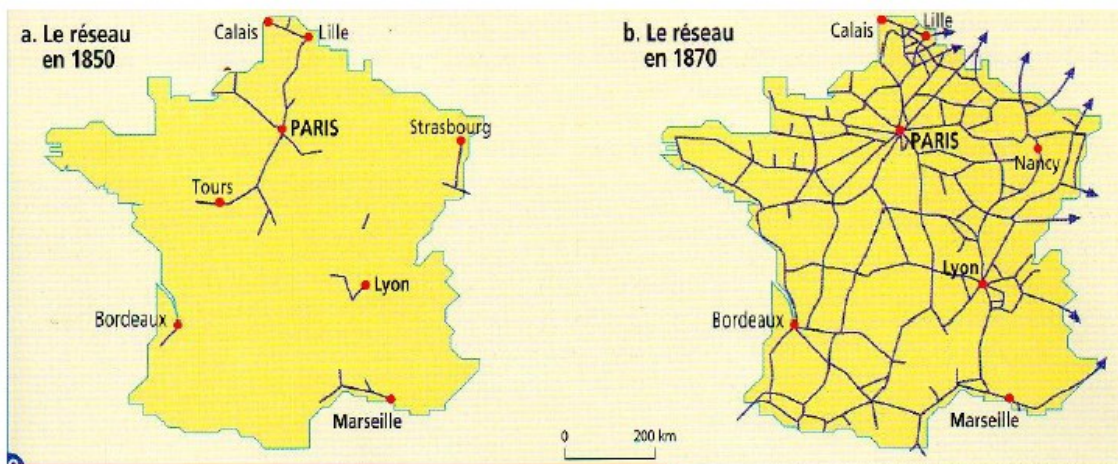 a. Le réseau
en 1850
Calais
Lille
PARIS
Strasbourg
Tours
Lyon
Bordeaux
Marseille
b. Le réseau
en 1870
Calais
Lille
PARIS
Nancy
Lyon
Bordeaux
Marseille
0 200 km